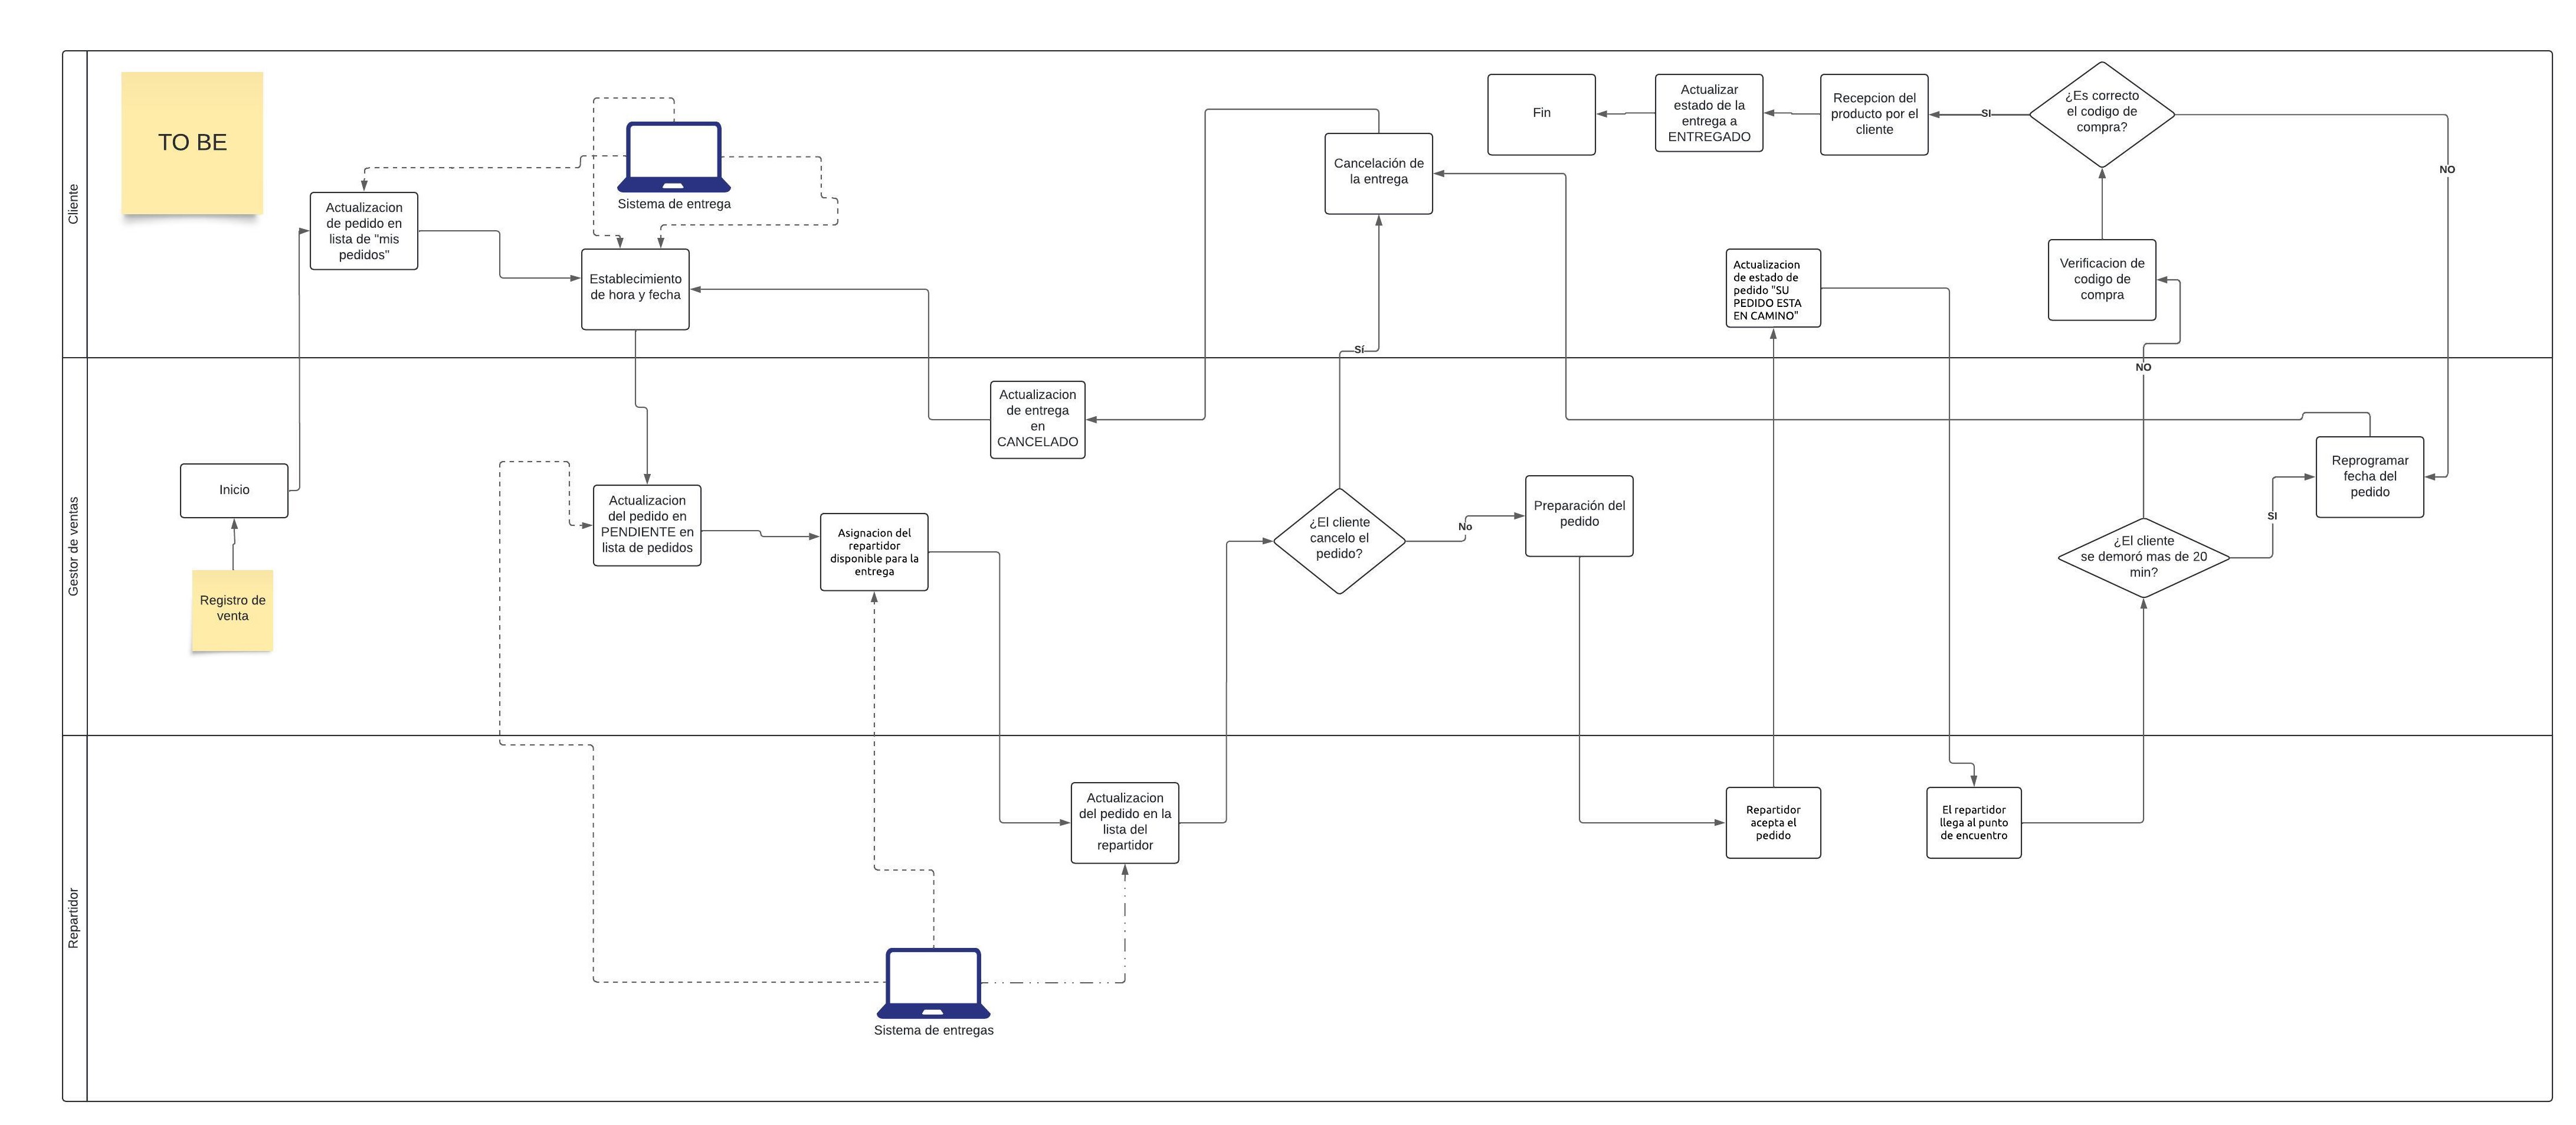 TO BE
Cliente
Sistema de entrega
Actualizacion
de pedido en
lista de "mis
pedidos"
Establecimiento
de hora y fecha
Cancelación de
la entrega
Fin
Actualizar
estado de la
entrega a
ENTREGADO
Recepcion del
producto por el
cliente
SI
¿Es correcto
el codigo de
compra?
NO
Verificacion de
codigo de
compra
Actualizacion
de estado de
pedido "SU
PEDIDO ESTA
EN CAMINO"
Sí
NO
Gestor de ventas
Inicio
Registro de
venta
Actualizacion
del pedido en
PENDIENTE en
lista de pedidos
Asignacion del
repartidor
disponible para la
entrega
Actualizacion
de entrega
en
CANCELADO
¿El cliente
cancelo el
pedido?
No
Preparación del
pedido
¿El cliente
se demoró mas de 20
min?
SI
Reprogramar
fecha del
pedido
Repartidor
Actualizacion
del pedido en la
lista del
repartidor
Repartidor
acepta el
pedido
El repartidor
llega al punto
de encuentro
Sistema de entregas